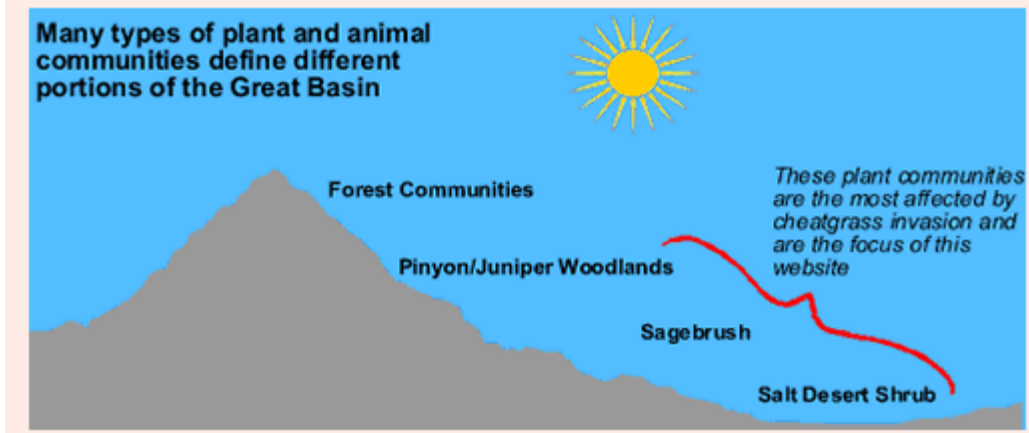 Many types of plant and animal
communities define different
portions of the Great Basin
Forest Communities
These plant communities
are the most affected by
cheatgrass invasion and
are the focus of this
website
Pinyon/Juniper Woodlands
Sagebrush
Salt Desert Shrub